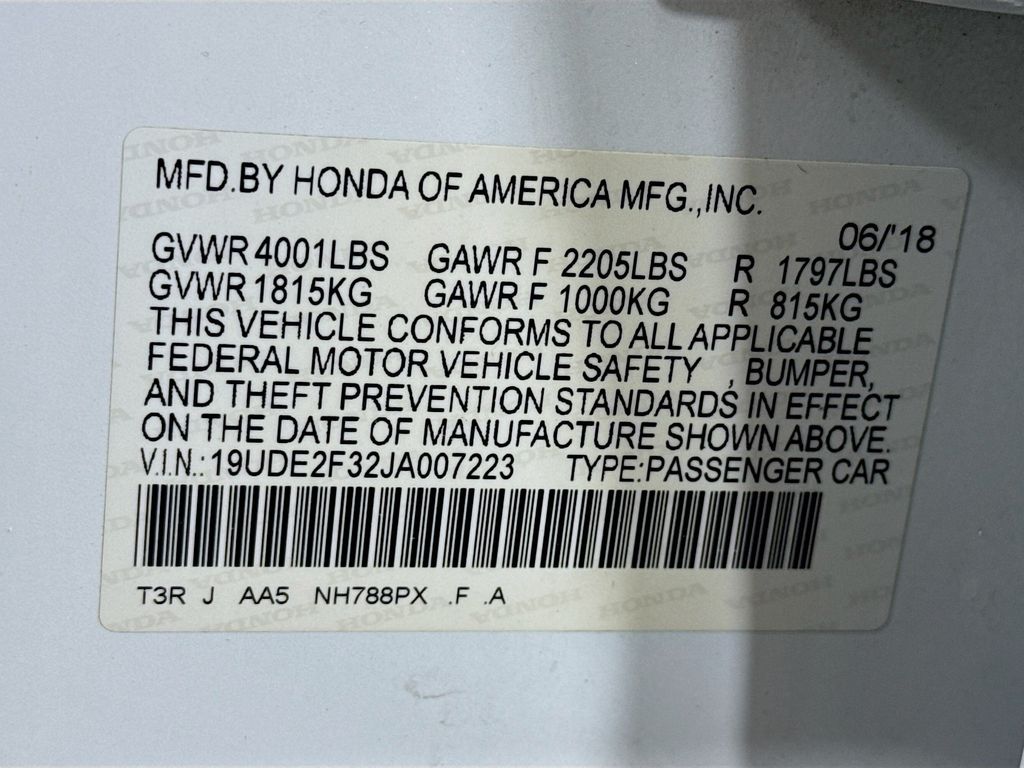 MFD.BY HONDA OF AMERICA MFG.,INC.
06/'18
GVWR 4001LBS GAWR F 2205LBS R 1797LBS
GVWR 1815KG GAWR F 1000KG R 815KG
THIS VEHICLE CONFORMS TO ALL APPLICABLE
FEDERAL MOTOR VEHICLE SAFETY , BUMPER,
AND THEFT PREVENTION STANDARDS IN EFFECT
ON THE DATE OF MANUFACTURE SHOWN ABOVE.
V.I.N.: 19UDE2F32JA007223 TYPE:PASSENGER CAR
T3R J AA5 NH788PX .F .A